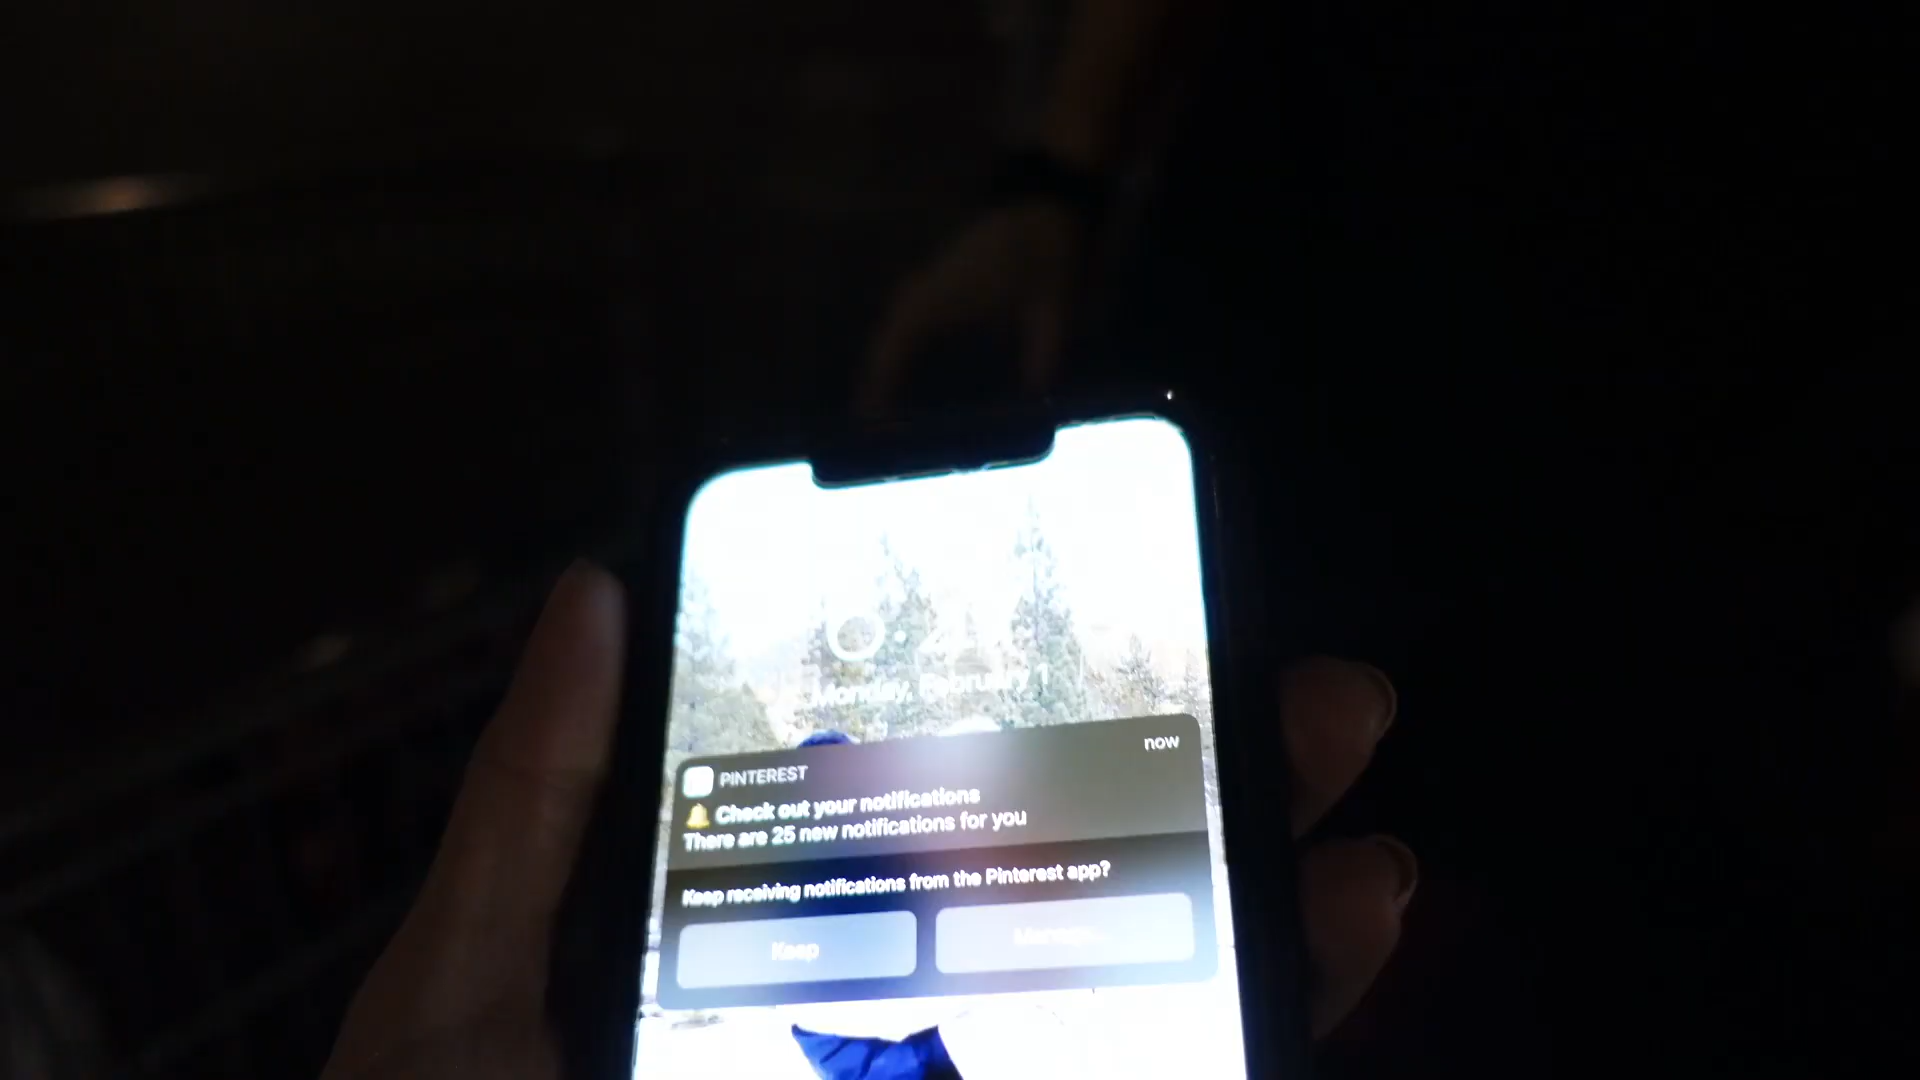 Monday, February 1
now
PINTEREST
🔔 Check out your notifications
There are 25 new notifications for you
Keep receiving notifications from the Pinterest app?
Keep
Manage...